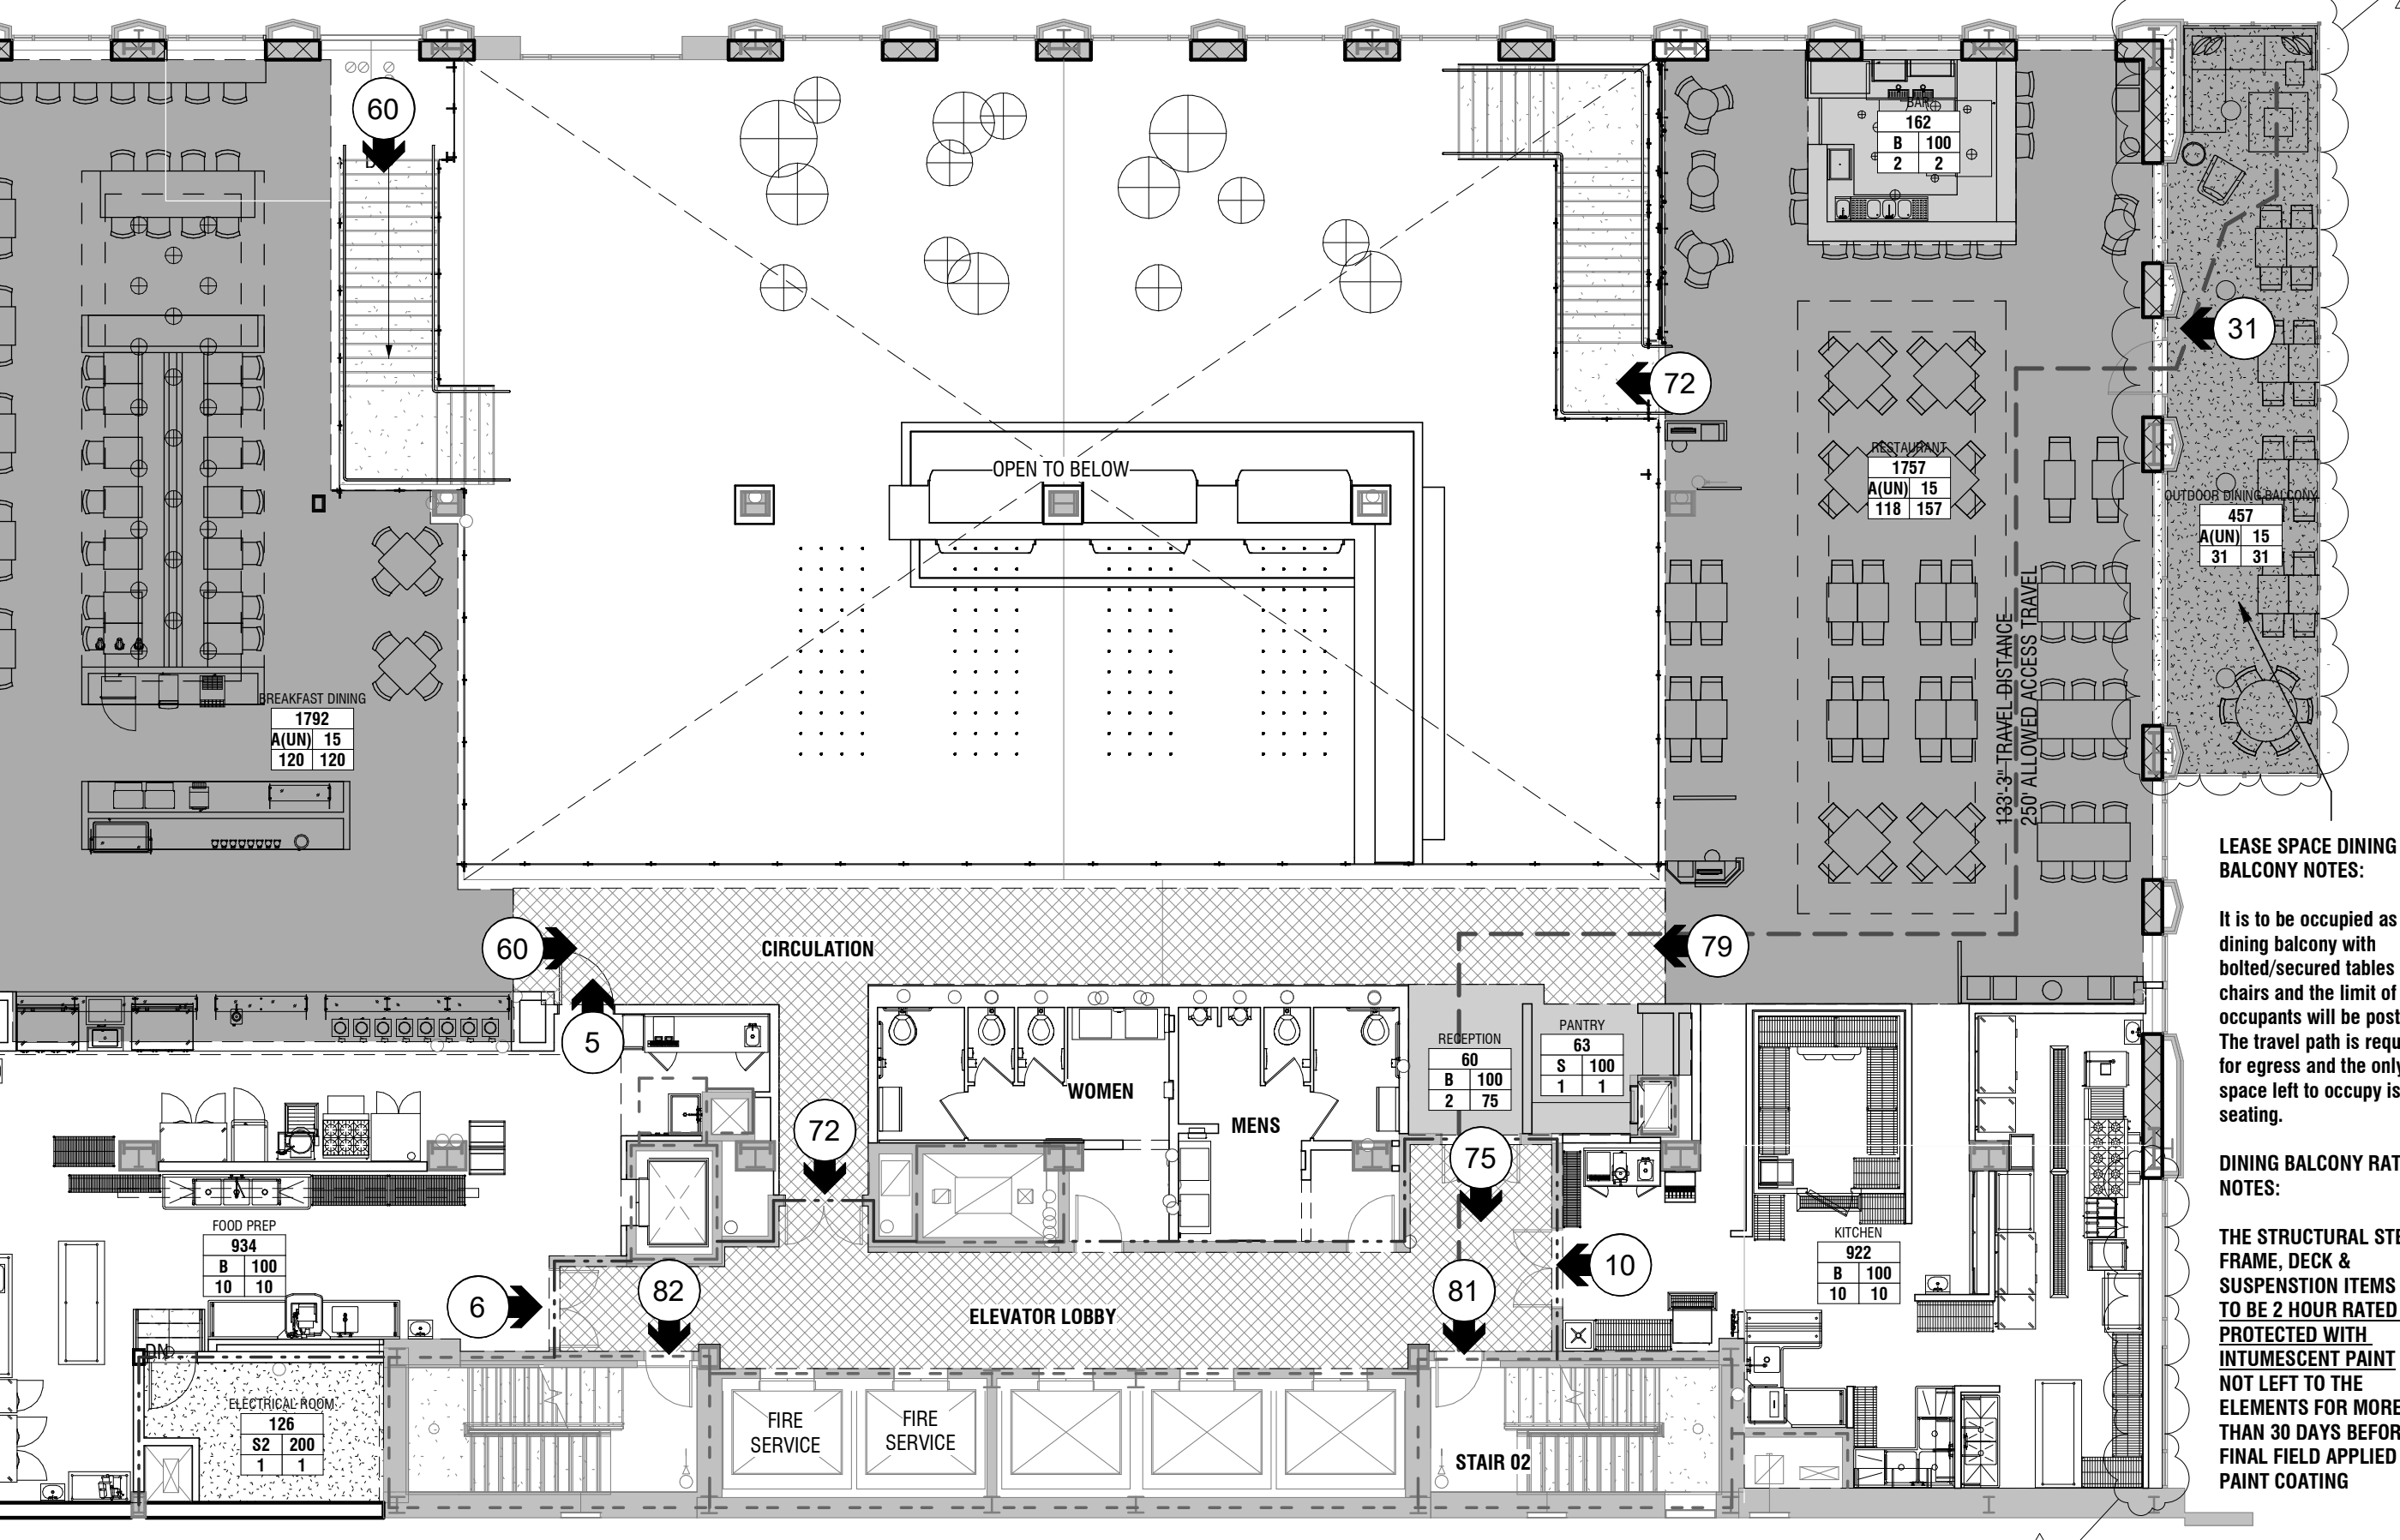 60
BAR
162
B 100
2 2
31
72
OPEN TO BELOW
RESTAURANT
1757
A(UN) 15
118 157
OUTDOOR DINING BALCONY
457
A(UN) 15
31 31
133'-3" TRAVEL DISTANCE
250' ALLOWED ACCESS TRAVEL
BREAKFAST DINING
1792
A(UN) 15
120 120
LEASE SPACE DINING
BALCONY NOTES:
It is to be occupied as
dining balcony with
bolted/secured tables
chairs and the limit of
occupants will be post
The travel path is requ
for egress and the only
space left to occupy is
seating.
DINING BALCONY RAT
NOTES:
THE STRUCTURAL STE
FRAME, DECK &
SUSPENSTION ITEMS
TO BE 2 HOUR RATED
PROTECTED WITH
INTUMESCENT PAINT
NOT LEFT TO THE
ELEMENTS FOR MORE
THAN 30 DAYS BEFOR
FINAL FIELD APPLIED
PAINT COATING
60
CIRCULATION
79
5
RECEPTION
60
B 100
2 75
PANTRY
63
S 100
1 1
WOMEN
MENS
72
75
FOOD PREP
934
B 100
10 10
KITCHEN
922
B 100
10 10
6
82
ELEVATOR LOBBY
81
10
DN
ELECTRICAL ROOM
126
S2 200
1 1
FIRE
SERVICE
FIRE
SERVICE
STAIR 02